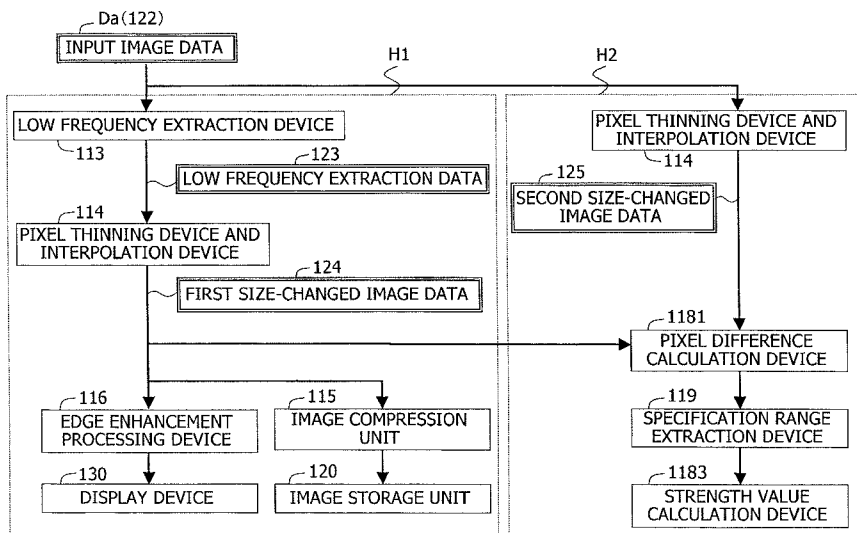 Da(122)
INPUT IMAGE DATA
H1
H2
LOW FREQUENCY EXTRACTION DEVICE
113
123
LOW FREQUENCY EXTRACTION DATA
114
PIXEL THINNING DEVICE AND
INTERPOLATION DEVICE
124
FIRST SIZE-CHANGED IMAGE DATA
116
EDGE ENHANCEMENT
PROCESSING DEVICE
130
DISPLAY DEVICE
115
IMAGE COMPRESSION
UNIT
120
IMAGE STORAGE UNIT
PIXEL THINNING DEVICE AND
INTERPOLATION DEVICE
114
125
SECOND SIZE-CHANGED
IMAGE DATA
1181
PIXEL DIFFERENCE
CALCULATION DEVICE
119
SPECIFICATION RANGE
EXTRACTION DEVICE
1183
STRENGTH VALUE
CALCULATION DEVICE